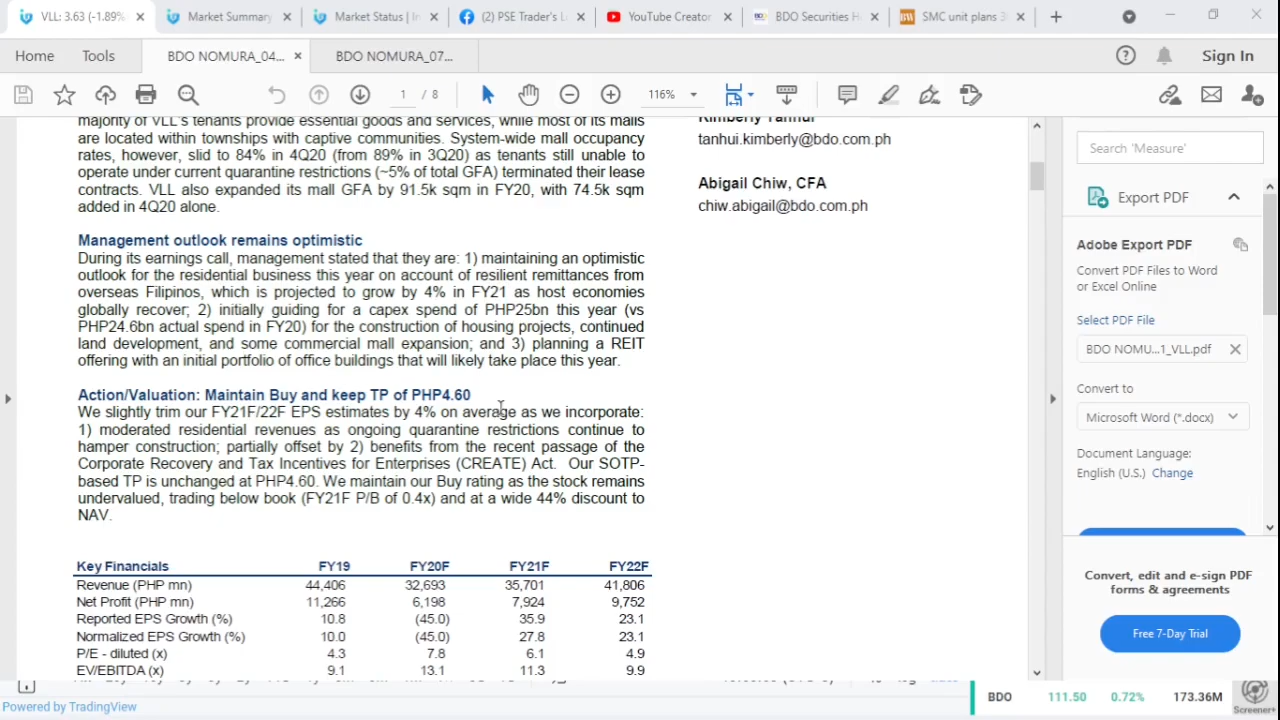 VLL: 3.63 (-1.89%
Market Summary
Market Status | In
(2) PSE Trader's L
YouTube Creator
BDO Securities H
SMC unit plans 3
Home
Tools
BDO NOMURA_04...
BDO NOMURA_07...
Sign In
1 / 8
116%
majority of VLL's tenants provide essential goods and services, while most of its malls
are located within townships with captive communities. System-wide mall occupancy
rates, however, slid to 84% in 4Q20 (from 89% in 3Q20) as tenants still unable to
operate under current quarantine restrictions (~5% of total GFA) terminated their lease
contracts. VLL also expanded its mall GFA by 91.5k sqm in FY20, with 74.5k sqm
added in 4Q20 alone.
Management outlook remains optimistic
During its earnings call, management stated that they are: 1) maintaining an optimistic
outlook for the residential business this year on account of resilient remittances from
overseas Filipinos, which is projected to grow by 4% in FY21 as host economies
globally recover; 2) initially guiding for a capex spend of PHP25bn this year (vs
PHP24.6bn actual spend in FY20) for the construction of housing projects, continued
land development, and some commercial mall expansion; and 3) planning a REIT
offering with an initial portfolio of office buildings that will likely take place this year.
Action/Valuation: Maintain Buy and keep TP of PHP4.60
We slightly trim our FY21F/22F EPS estimates by 4% on average as we incorporate:
1) moderated residential revenues as ongoing quarantine restrictions continue to
hamper construction; partially offset by 2) benefits from the recent passage of the
Corporate Recovery and Tax Incentives for Enterprises (CREATE) Act. Our SOTP-
based TP is unchanged at PHP4.60. We maintain our Buy rating as the stock remains
undervalued, trading below book (FY21F P/B of 0.4x) and at a wide 44% discount to
NAV.
Key Financials FY19 FY20F FY21F FY22F
Revenue (PHP mn) 44,406 32,693 35,701 41,806
Net Profit (PHP mn) 11,266 6,198 7,924 9,752
Reported EPS Growth (%) 10.8 (45.0) 35.9 23.1
Normalized EPS Growth (%) 10.0 (45.0) 27.8 23.1
P/E - diluted (x) 4.3 7.8 6.1 4.9
EV/EBITDA (x) 9.1 13.1 11.3 9.9
Kimberly Tanhui
tanhui.kimberly@bdo.com.ph
Abigail Chiw, CFA
chiw.abigail@bdo.com.ph
Search 'Measure'
Export PDF
Adobe Export PDF
Convert PDF Files to Word
or Excel Online
Select PDF File
BDO NOMU...1_VLL.pdf
Convert to
Microsoft Word (*.docx)
Document Language:
English (U.S.) Change
Convert, edit and e-sign PDF
forms & agreements
Free 7-Day Trial
Powered by TradingView
BDO 111.50 0.72% 173.36M
Screener+